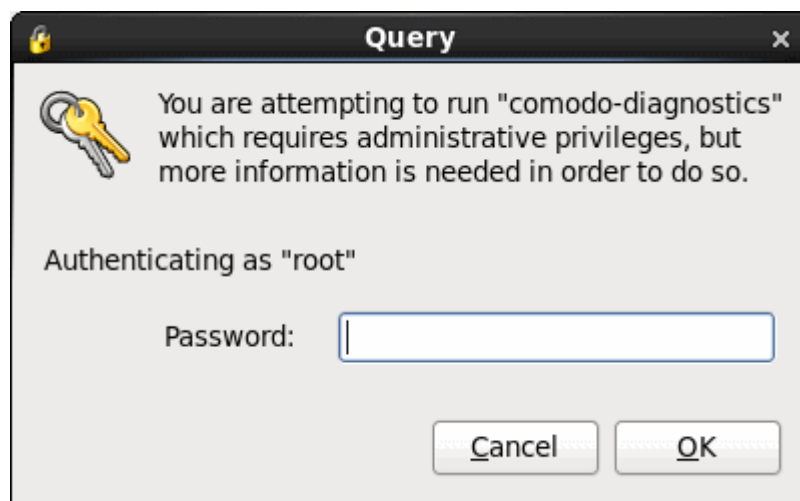 Query
You are attempting to run "comodo-diagnostics"
which requires administrative privileges, but
more information is needed in order to do so.
Authenticating as "root"
Password:
Cancel OK